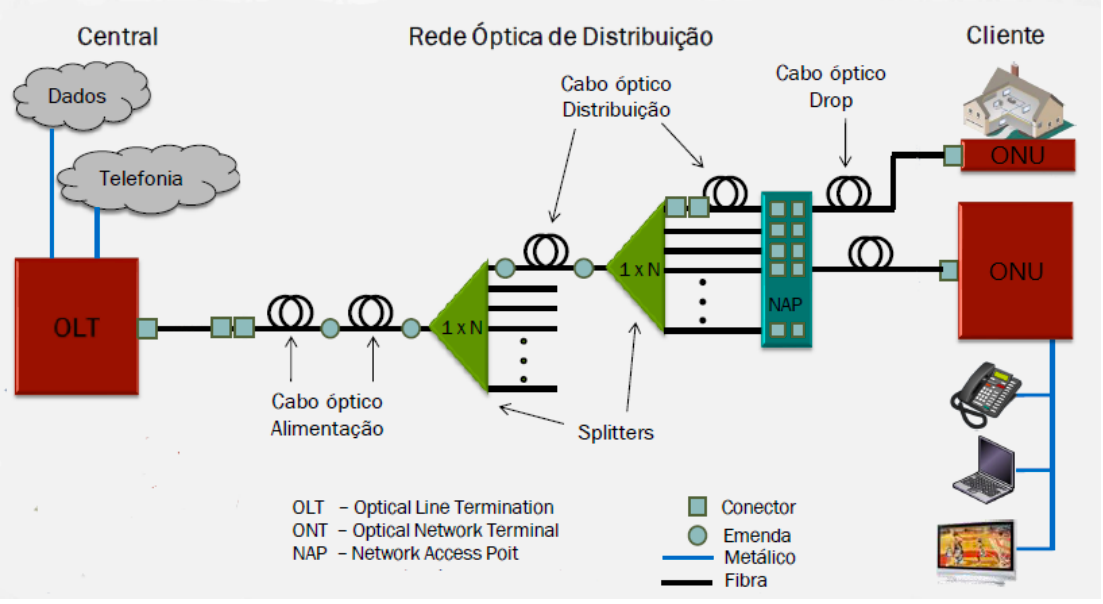 Central
Rede Óptica de Distribuição
Cliente
Dados
Telefonia
Cabo óptico
Distribuição
Cabo óptico
Drop
ONU
ONU
OLT
1 x N
1 x N
NAP
Cabo óptico
Alimentação
Splitters
OLT – Optical Line Termination
ONT – Optical Network Terminal
NAP – Network Access Poit
Conector
Emenda
Metálico
Fibra